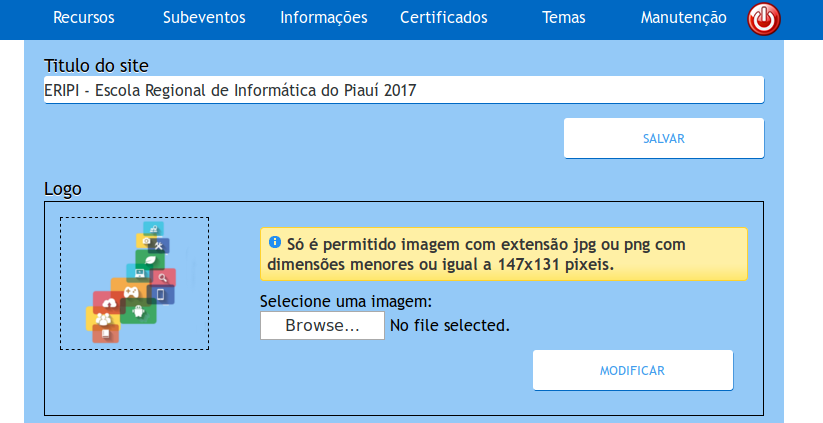 Recursos Subeventos Informações Certificados Temas Manutenção
Título do site
ERIPI - Escola Regional de Informática do Piauí 2017
SALVAR
Logo
Só é permitido imagem com extensão jpg ou png com
dimensões menores ou igual a 147x131 pixeis.
Selecione uma imagem:
Browse... No file selected.
MODIFICAR